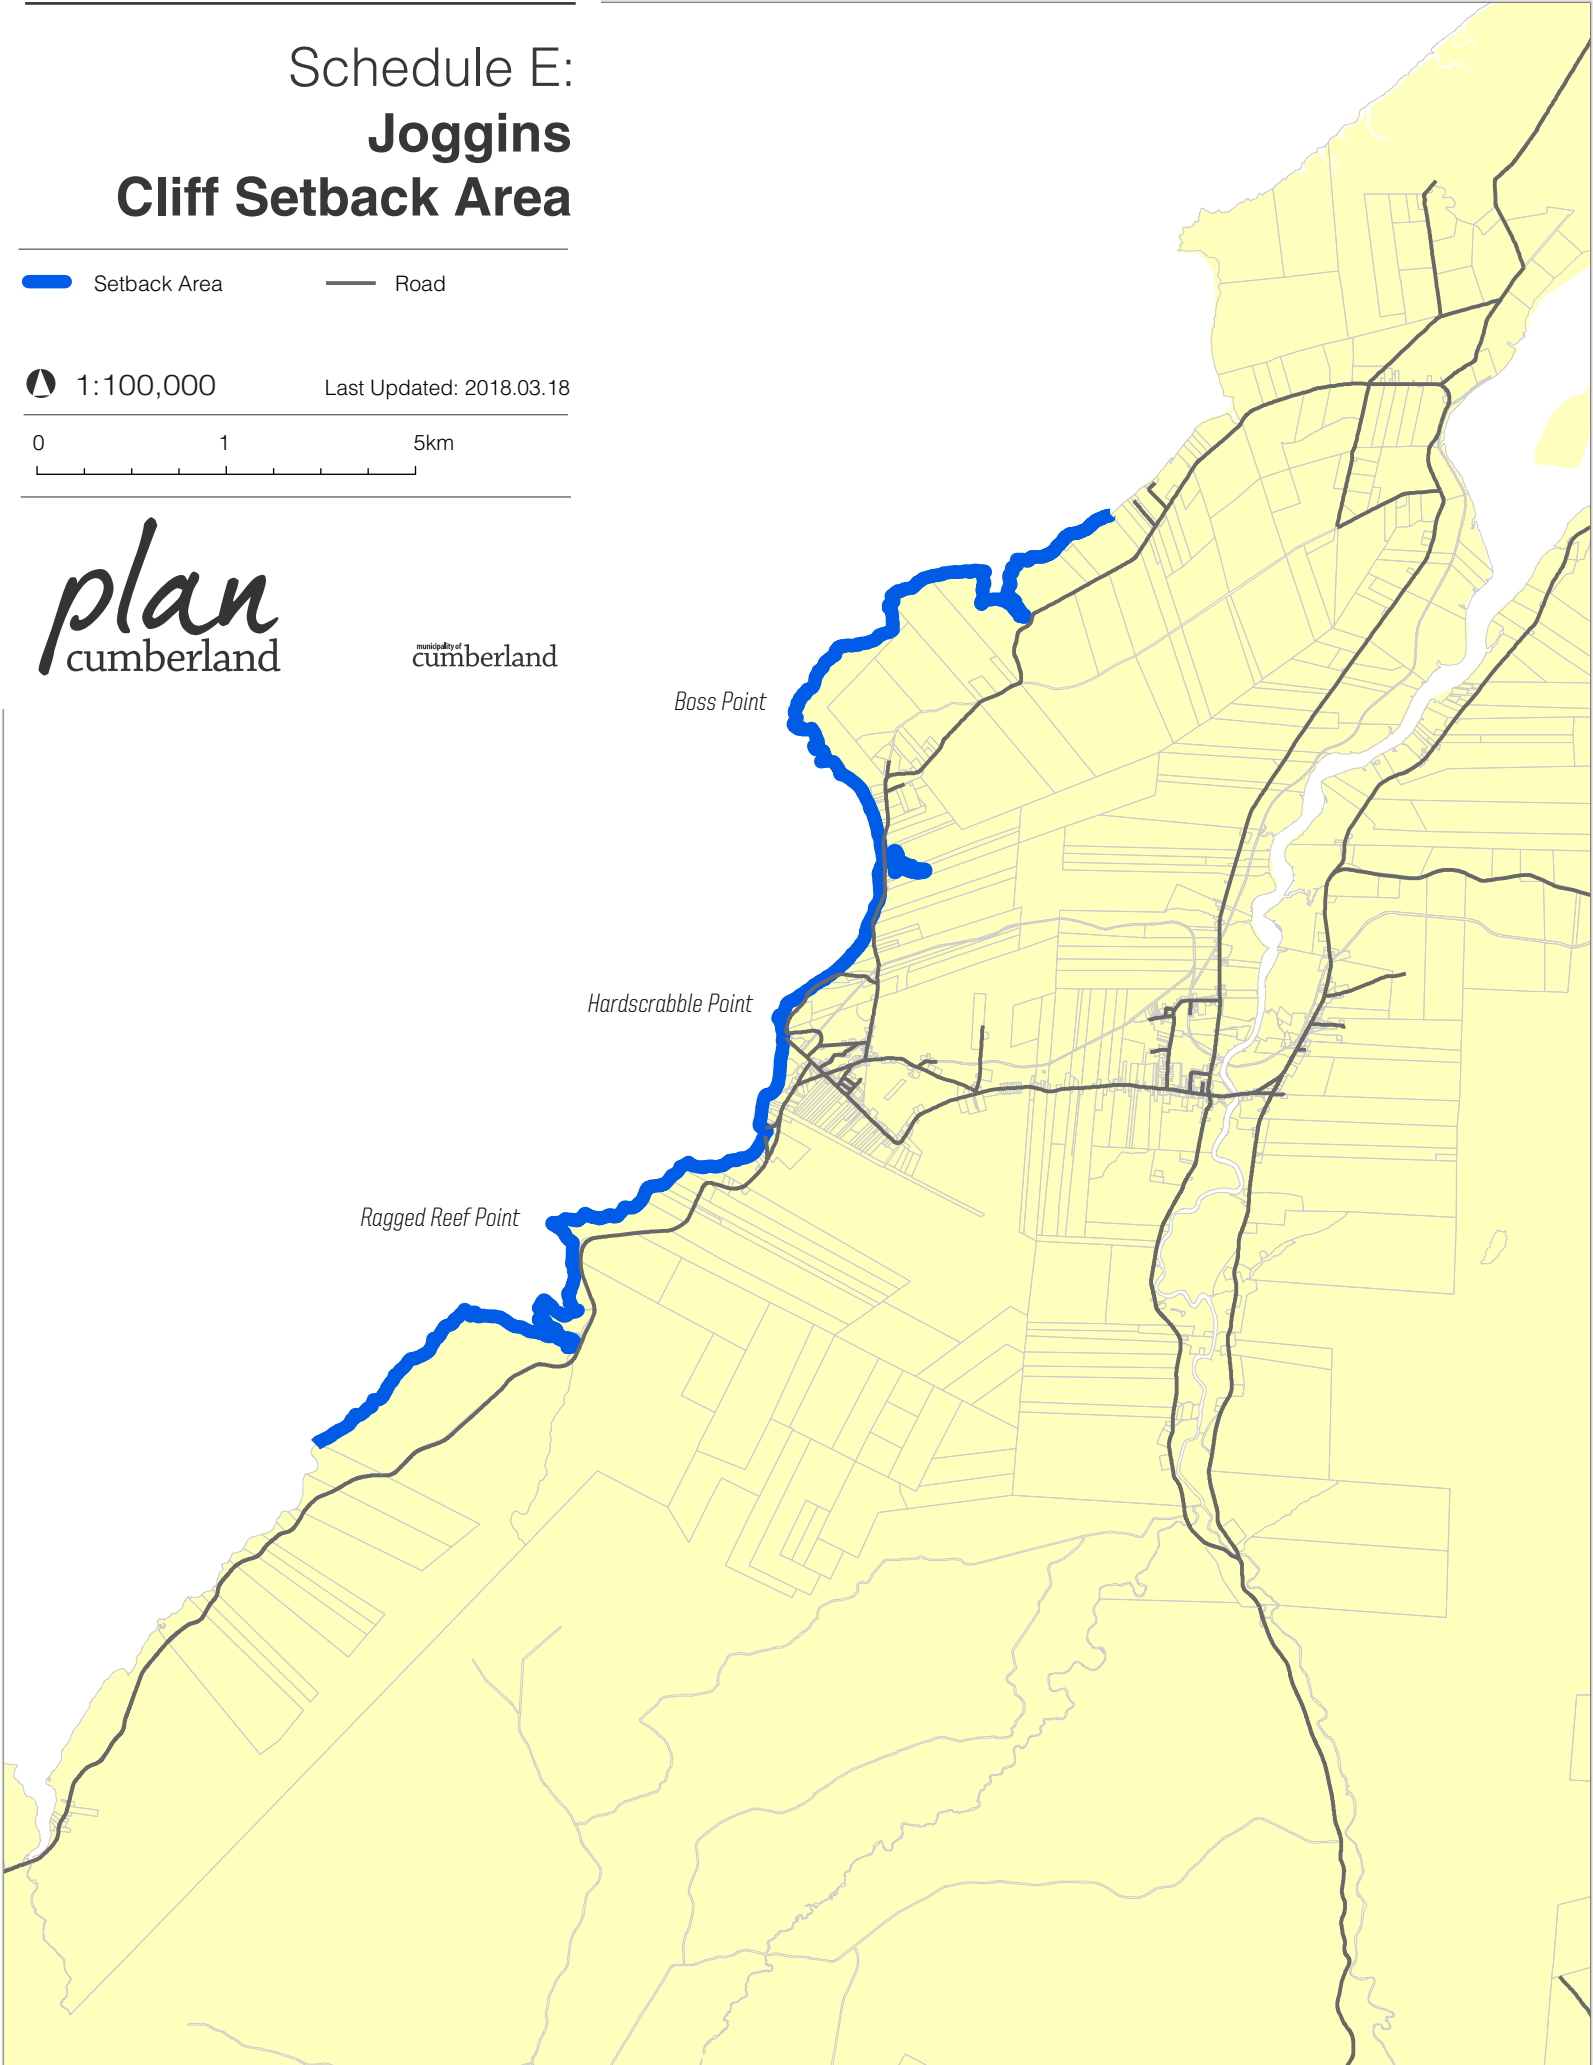 Schedule E:
Joggins
Cliff Setback Area
Setback Area
Road
1:100,000
Last Updated: 2018.03.18
0 1 5km
plan
cumberland
municipality of
cumberland
Boss Point
Hardscrabble Point
Ragged Reef Point